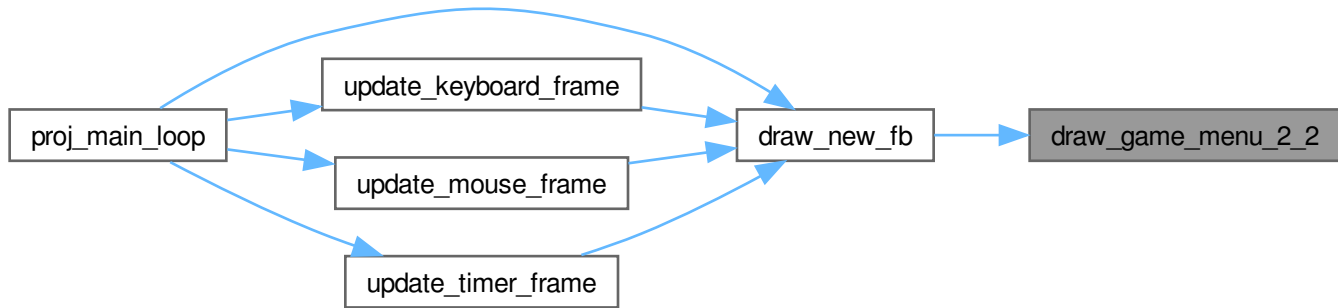 proj_main_loop
update_keyboard_frame
update_mouse_frame
update_timer_frame
draw_new_fb
draw_game_menu_2_2